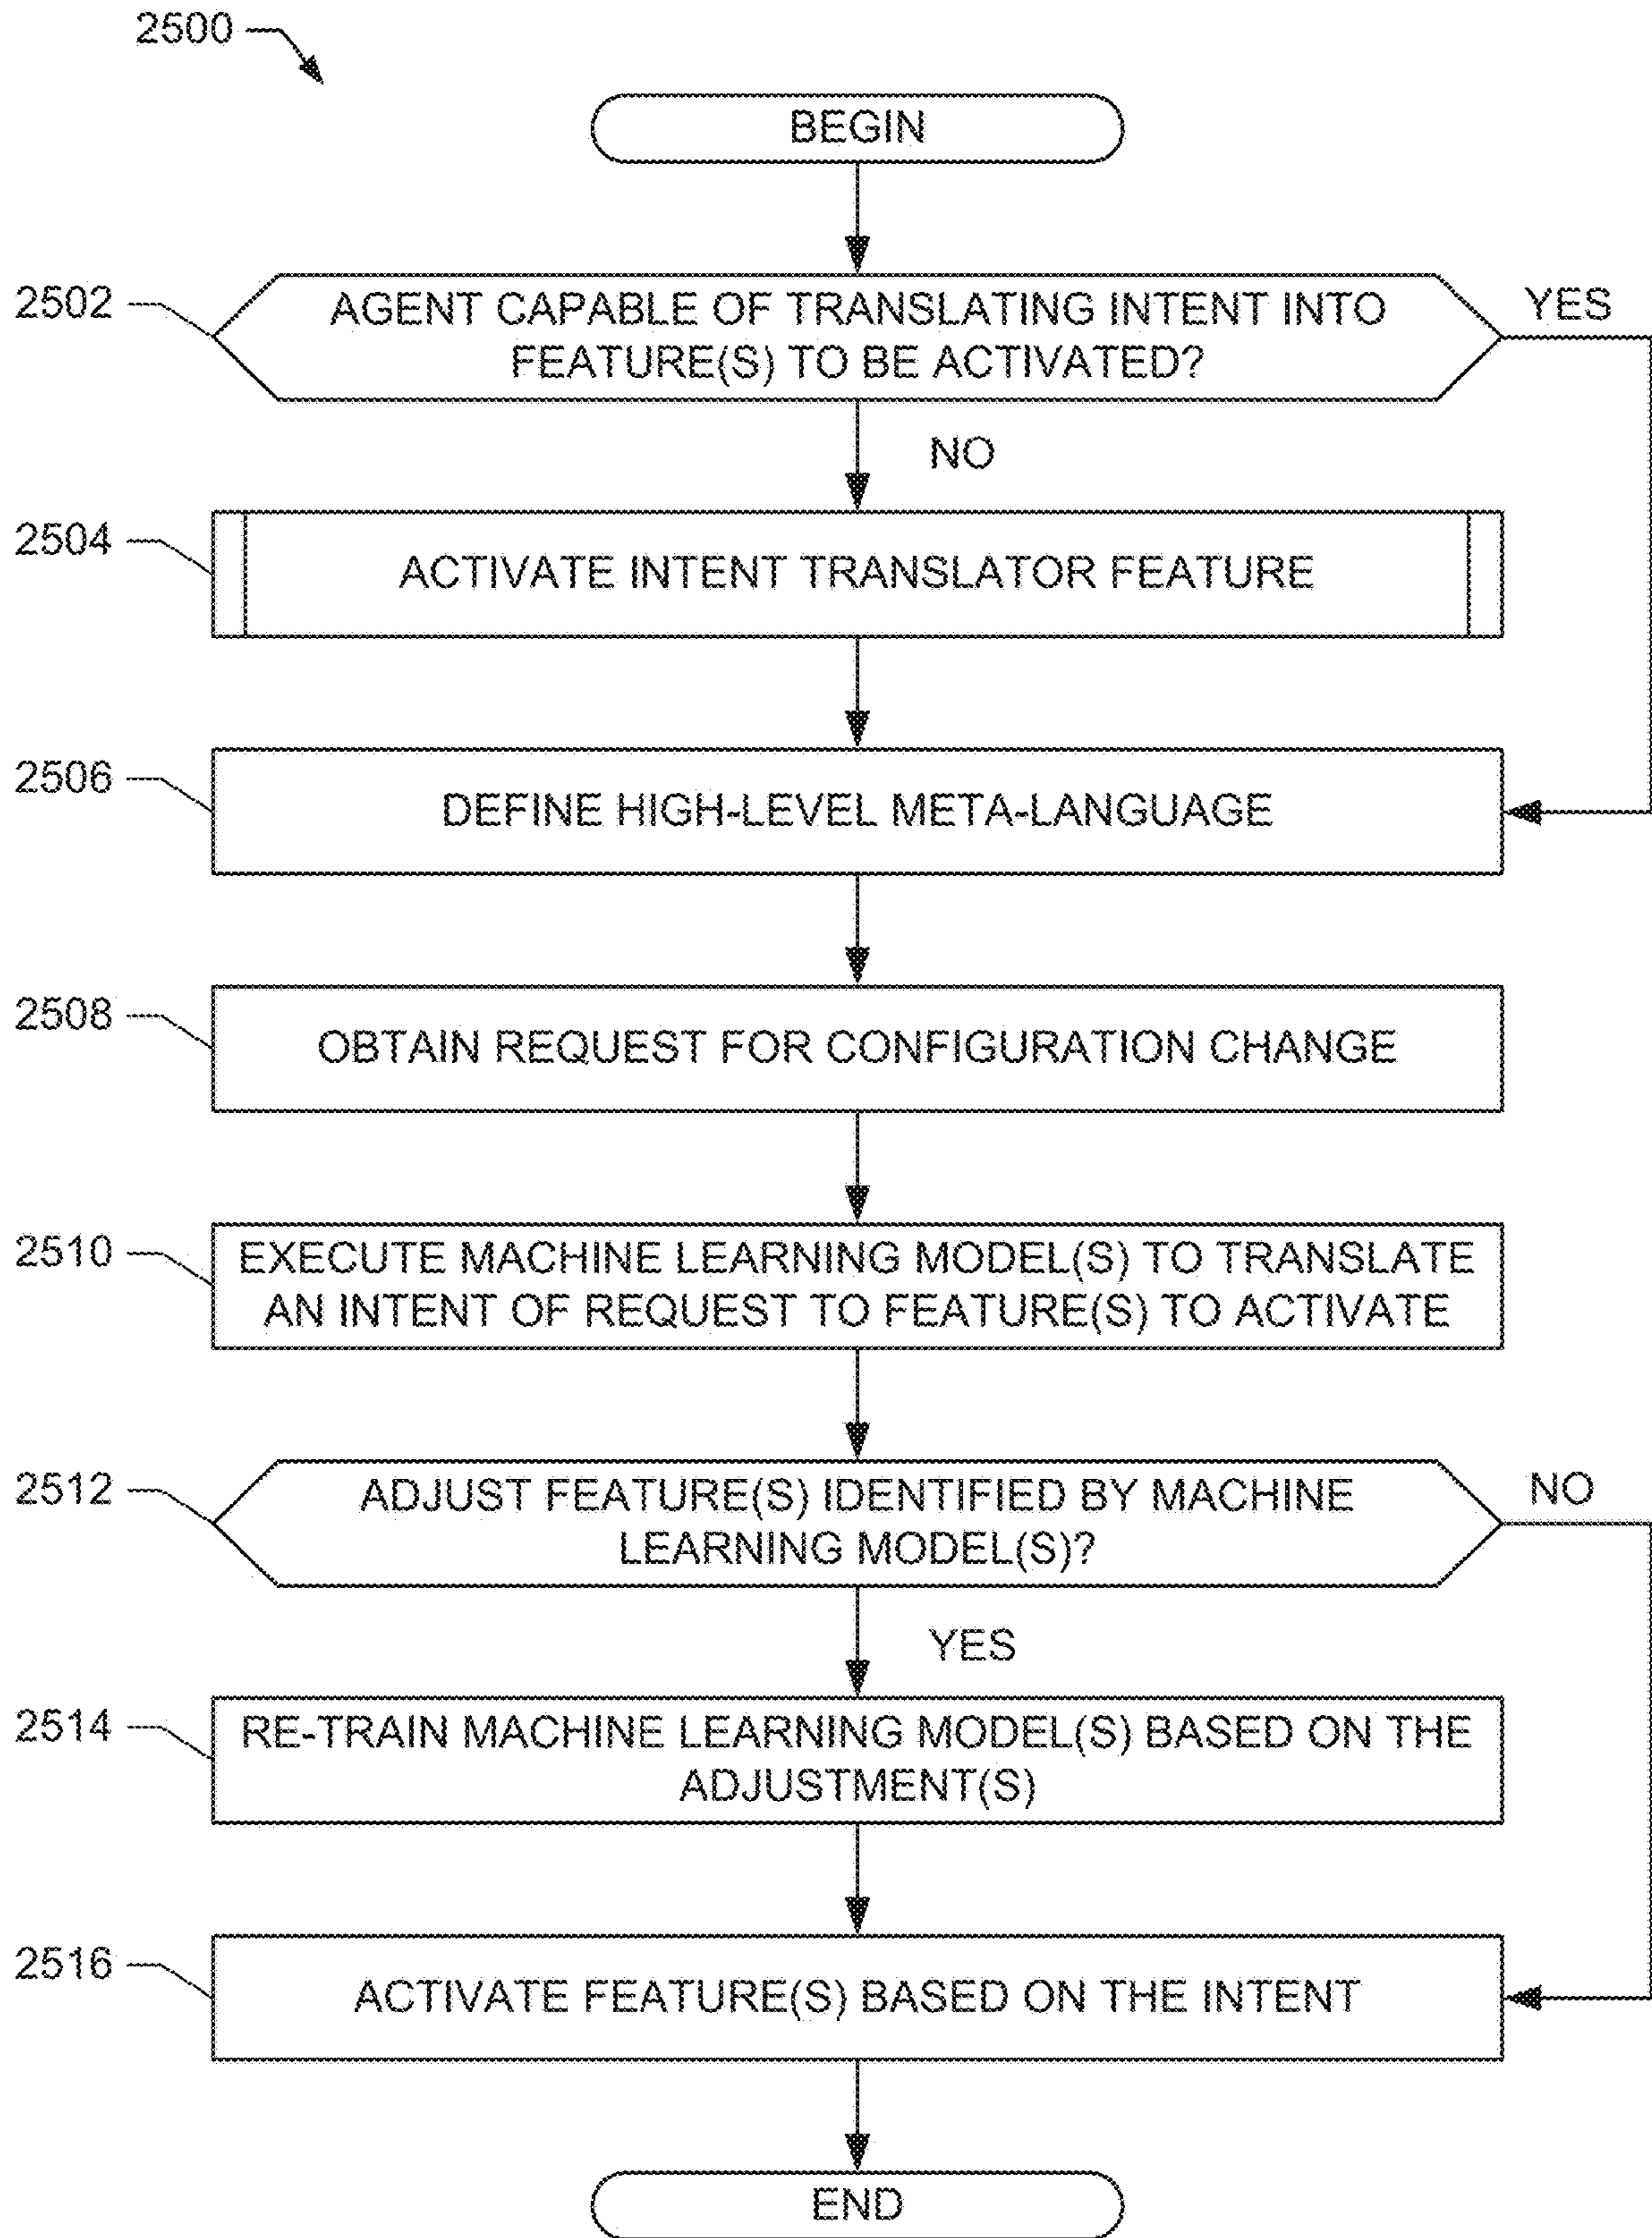 2500
BEGIN
2502
AGENT CAPABLE OF TRANSLATING INTENT INTO
FEATURE(S) TO BE ACTIVATED?
YES
NO
2504
ACTIVATE INTENT TRANSLATOR FEATURE
2506
DEFINE HIGH-LEVEL META-LANGUAGE
2508
OBTAIN REQUEST FOR CONFIGURATION CHANGE
2510
EXECUTE MACHINE LEARNING MODEL(S) TO TRANSLATE
AN INTENT OF REQUEST TO FEATURE(S) TO ACTIVATE
2512
ADJUST FEATURE(S) IDENTIFIED BY MACHINE
LEARNING MODEL(S)?
NO
YES
2514
RE-TRAIN MACHINE LEARNING MODEL(S) BASED ON THE
ADJUSTMENT(S)
2516
ACTIVATE FEATURE(S) BASED ON THE INTENT
END